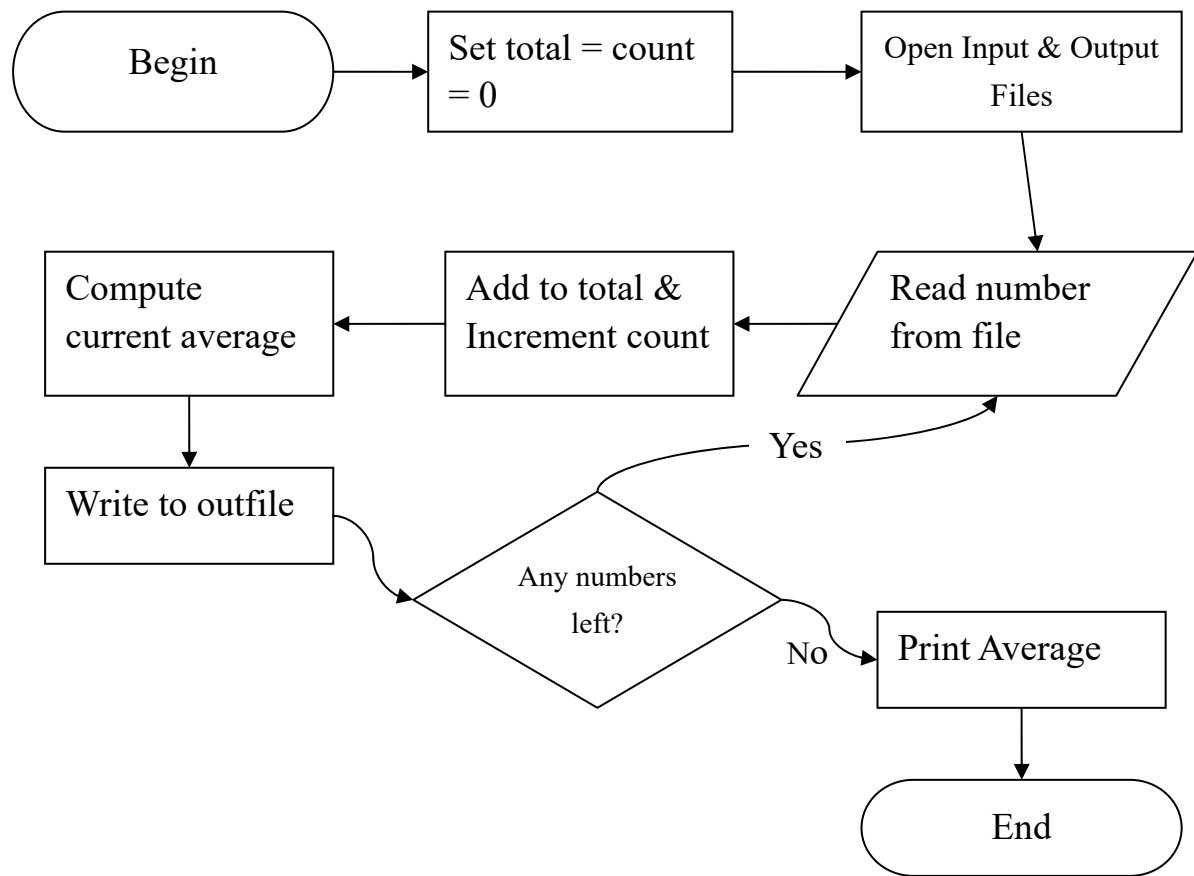 Begin
Set total = count
= 0
Open Input & Output
Files
Read number
from file
Add to total &
Increment count
Compute
current average
Write to outfile
Yes
Any numbers
left?
No
Print Average
End